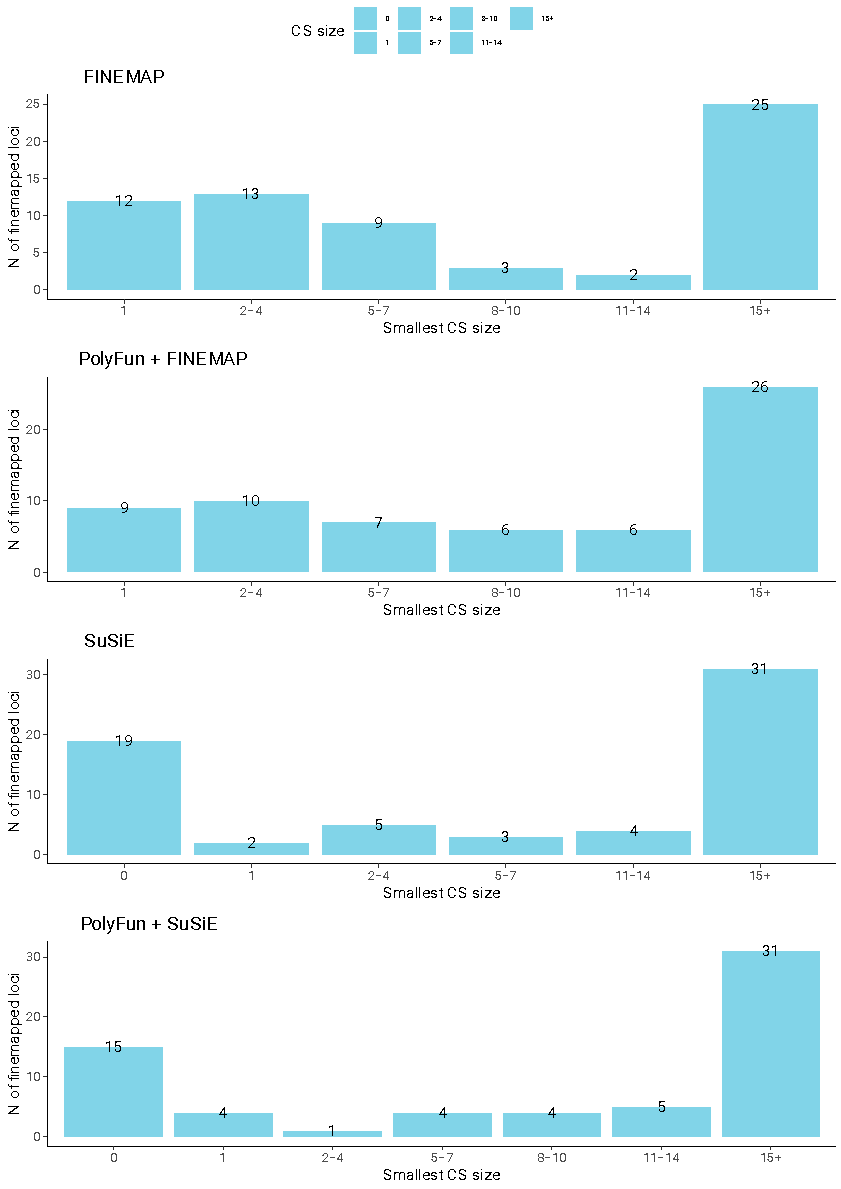 CS size 0 2-4 8-10 15+
1 5-7 11-14
FINEMAP
N of finemapped loci
25
20
15
10
5
0
12 13 9 3 2 25
1 2-4 5-7 8-10 11-14 15+
Smallest CS size
PolyFun + FINEMAP
N of finemapped loci
20
10
0
9 10 7 6 6 26
1 2-4 5-7 8-10 11-14 15+
Smallest CS size
SuSiE
N of finemapped loci
30
20
10
0
19 2 5 3 4 31
0 1 2-4 5-7 11-14 15+
Smallest CS size
PolyFun + SuSiE
N of finemapped loci
30
20
10
0
15 4 1 4 4 5 31
0 1 2-4 5-7 8-10 11-14 15+
Smallest CS size